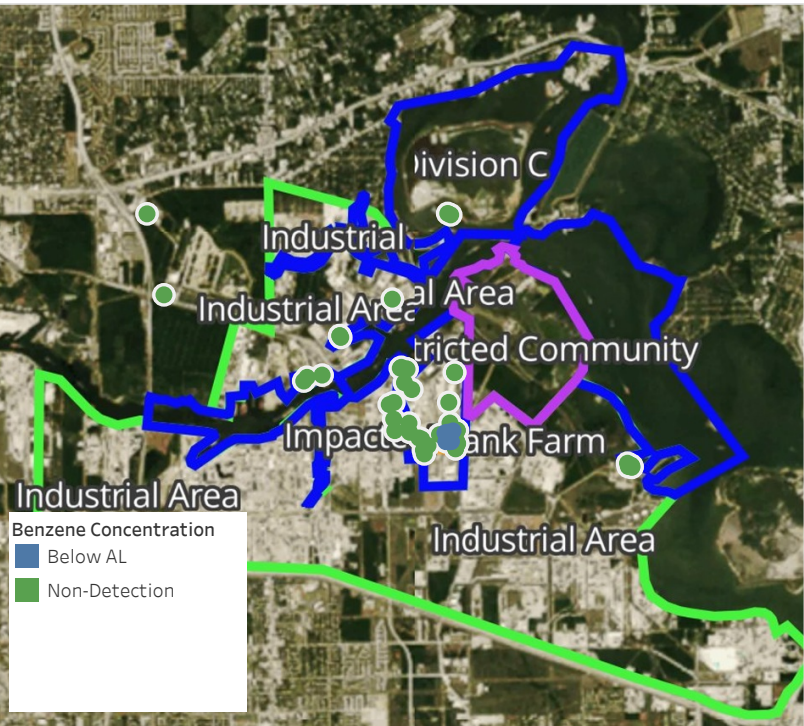 Division C
Industrial
al Area
Industrial Area
tricted Community
Impacte
ank Farm
Industrial Area
Industrial Area
Benzene Concentration
Below AL
Non-Detection